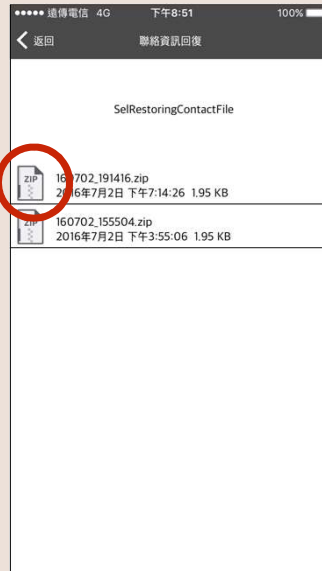 遠傳電信 4G 下午8:51 100%
返回 聯絡資訊回復
SelRestoringContactFile
ZIP 160702_191416.zip
2016年7月2日 下午7:14:26 1.95 KB
ZIP 160702_155504.zip
2016年7月2日 下午3:55:06 1.95 KB